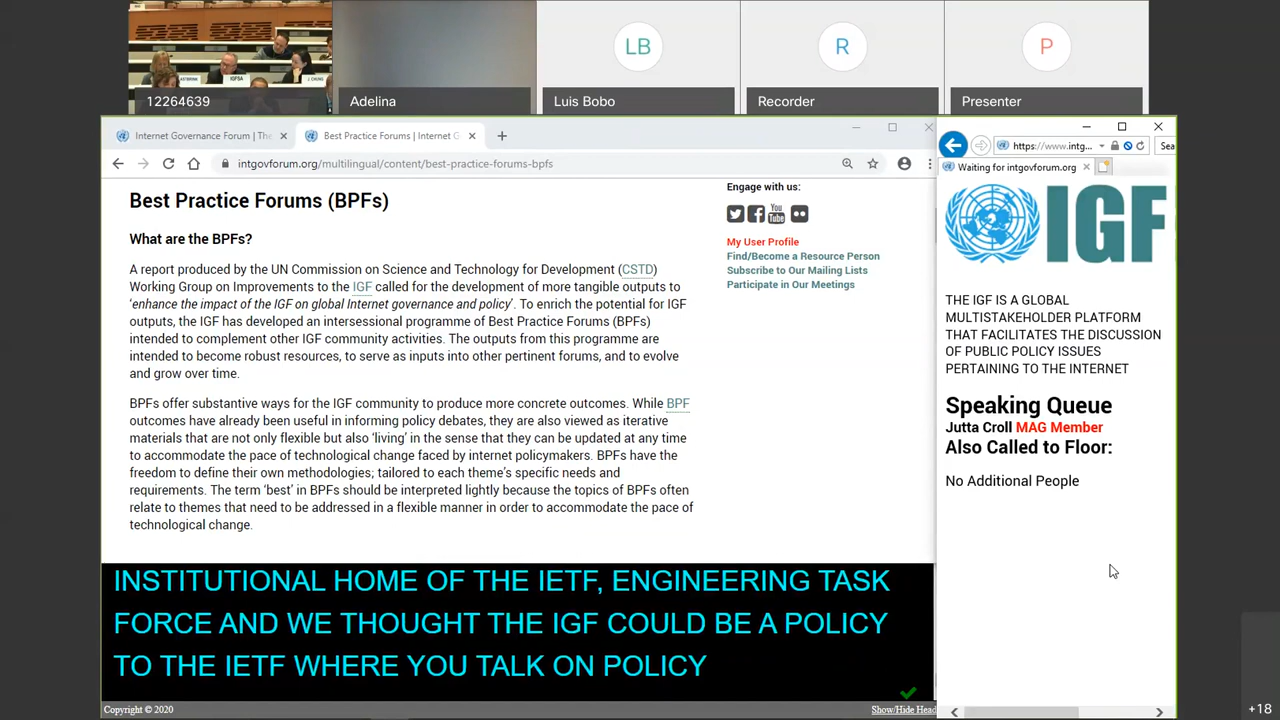 LB
R
P
IGFSA
J. CHUNG
12264639
Adelina
Luis Bobo
Recorder
Presenter
Internet Governance Forum | The
Best Practice Forums | Internet G
intgovforum.org/multilingual/content/best-practice-forums-bpfs
Best Practice Forums (BPFs)
What are the BPFs?
A report produced by the UN Commission on Science and Technology for Development (CSTD)
Working Group on Improvements to the IGF called for the development of more tangible outputs to
‘enhance the impact of the IGF on global Internet governance and policy’. To enrich the potential for IGF
outputs, the IGF has developed an intersessional programme of Best Practice Forums (BPFs)
intended to complement other IGF community activities. The outputs from this programme are
intended to become robust resources, to serve as inputs into other pertinent forums, and to evolve
and grow over time.
BPFs offer substantive ways for the IGF community to produce more concrete outcomes. While BPF
outcomes have already been useful in informing policy debates, they are also viewed as iterative
materials that are not only flexible but also ‘living’ in the sense that they can be updated at any time
to accommodate the pace of technological change faced by internet policymakers. BPFs have the
freedom to define their own methodologies; tailored to each theme's specific needs and
requirements. The term ‘best’ in BPFs should be interpreted lightly because the topics of BPFs often
relate to themes that need to be addressed in a flexible manner in order to accommodate the pace of
technological change.
Engage with us:
You
Tube
My User Profile
Find/Become a Resource Person
Subscribe to Our Mailing Lists
Participate in Our Meetings
https://www.intg...
Sea
Waiting for intgovforum.org
IGF
THE IGF IS A GLOBAL
MULTISTAKEHOLDER PLATFORM
THAT FACILITATES THE DISCUSSION
OF PUBLIC POLICY ISSUES
PERTAINING TO THE INTERNET
Speaking Queue
Jutta Croll MAG Member
Also Called to Floor:
No Additional People
INSTITUTIONAL HOME OF THE IETF, ENGINEERING TASK
FORCE AND WE THOUGHT THE IGF COULD BE A POLICY
TO THE IETF WHERE YOU TALK ON POLICY
Copyright © 2020
Show/Hide Head
+18